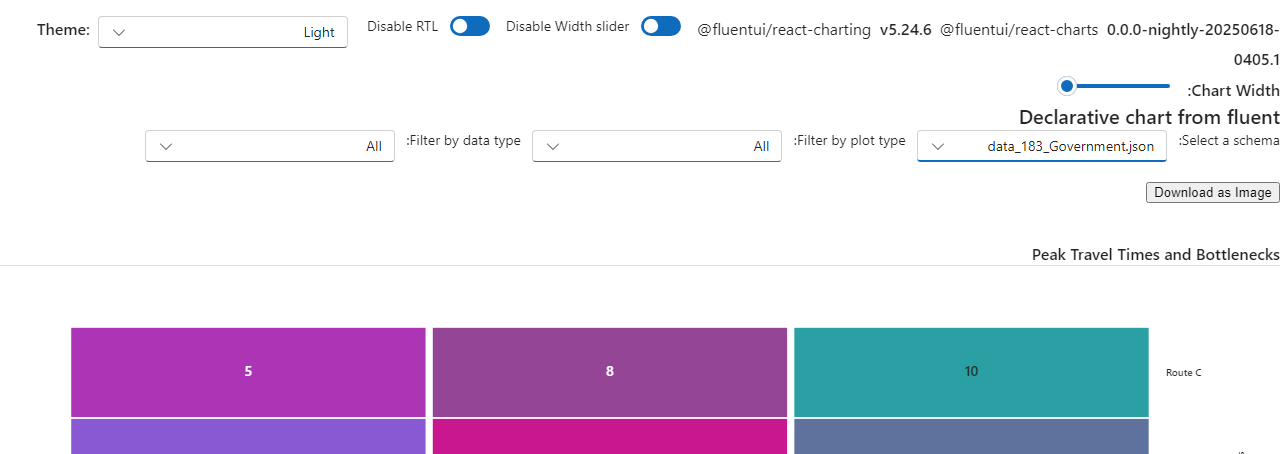 Theme: Light Disable RTL Disable Width slider @fluentui/react-charting v5.24.6 @fluentui/react-charts 0.0.0-nightly-20250618-
0405.1
:Chart Width
Declarative chart from fluent
:Select a schema data_183_Government.json :Filter by plot type All :Filter by data type All
Download as Image
Peak Travel Times and Bottlenecks
5 8 10 Route C